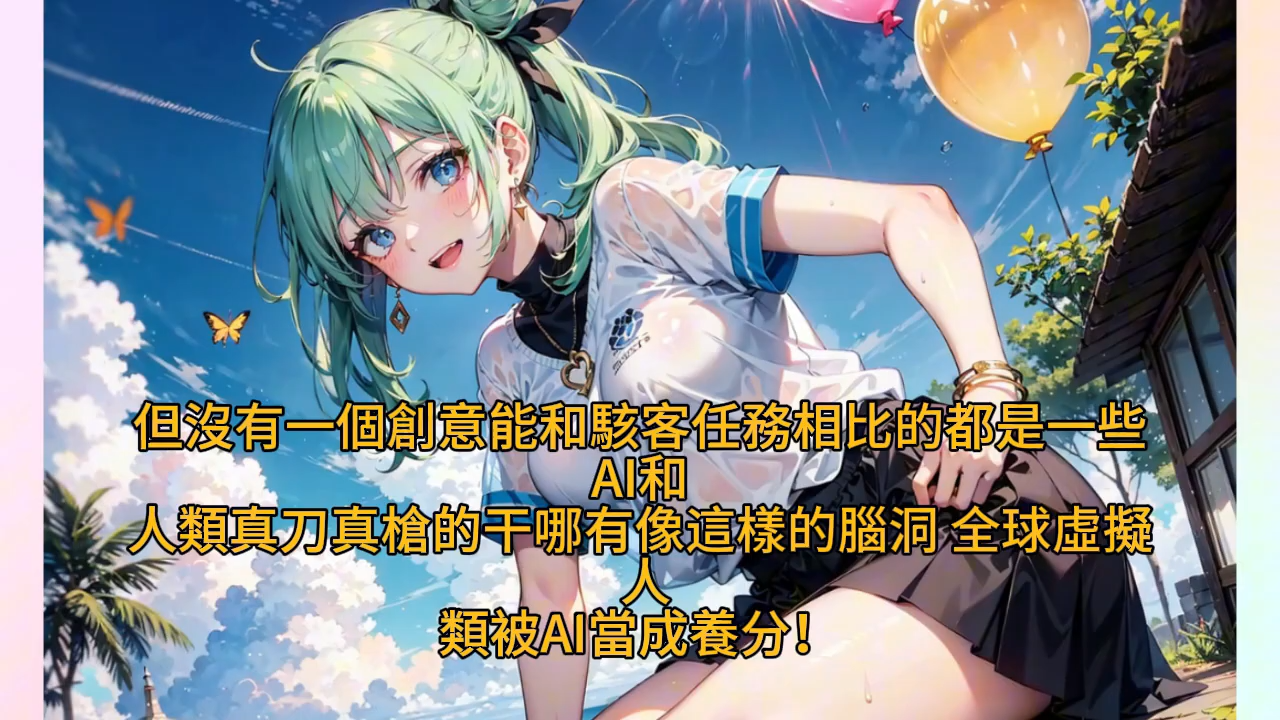 但沒有一個創意能和駭客任務相比的都是一些
AI和
人類真刀真槍的干哪有像這樣的腦洞 全球虛擬
人
類被AI當成養分！